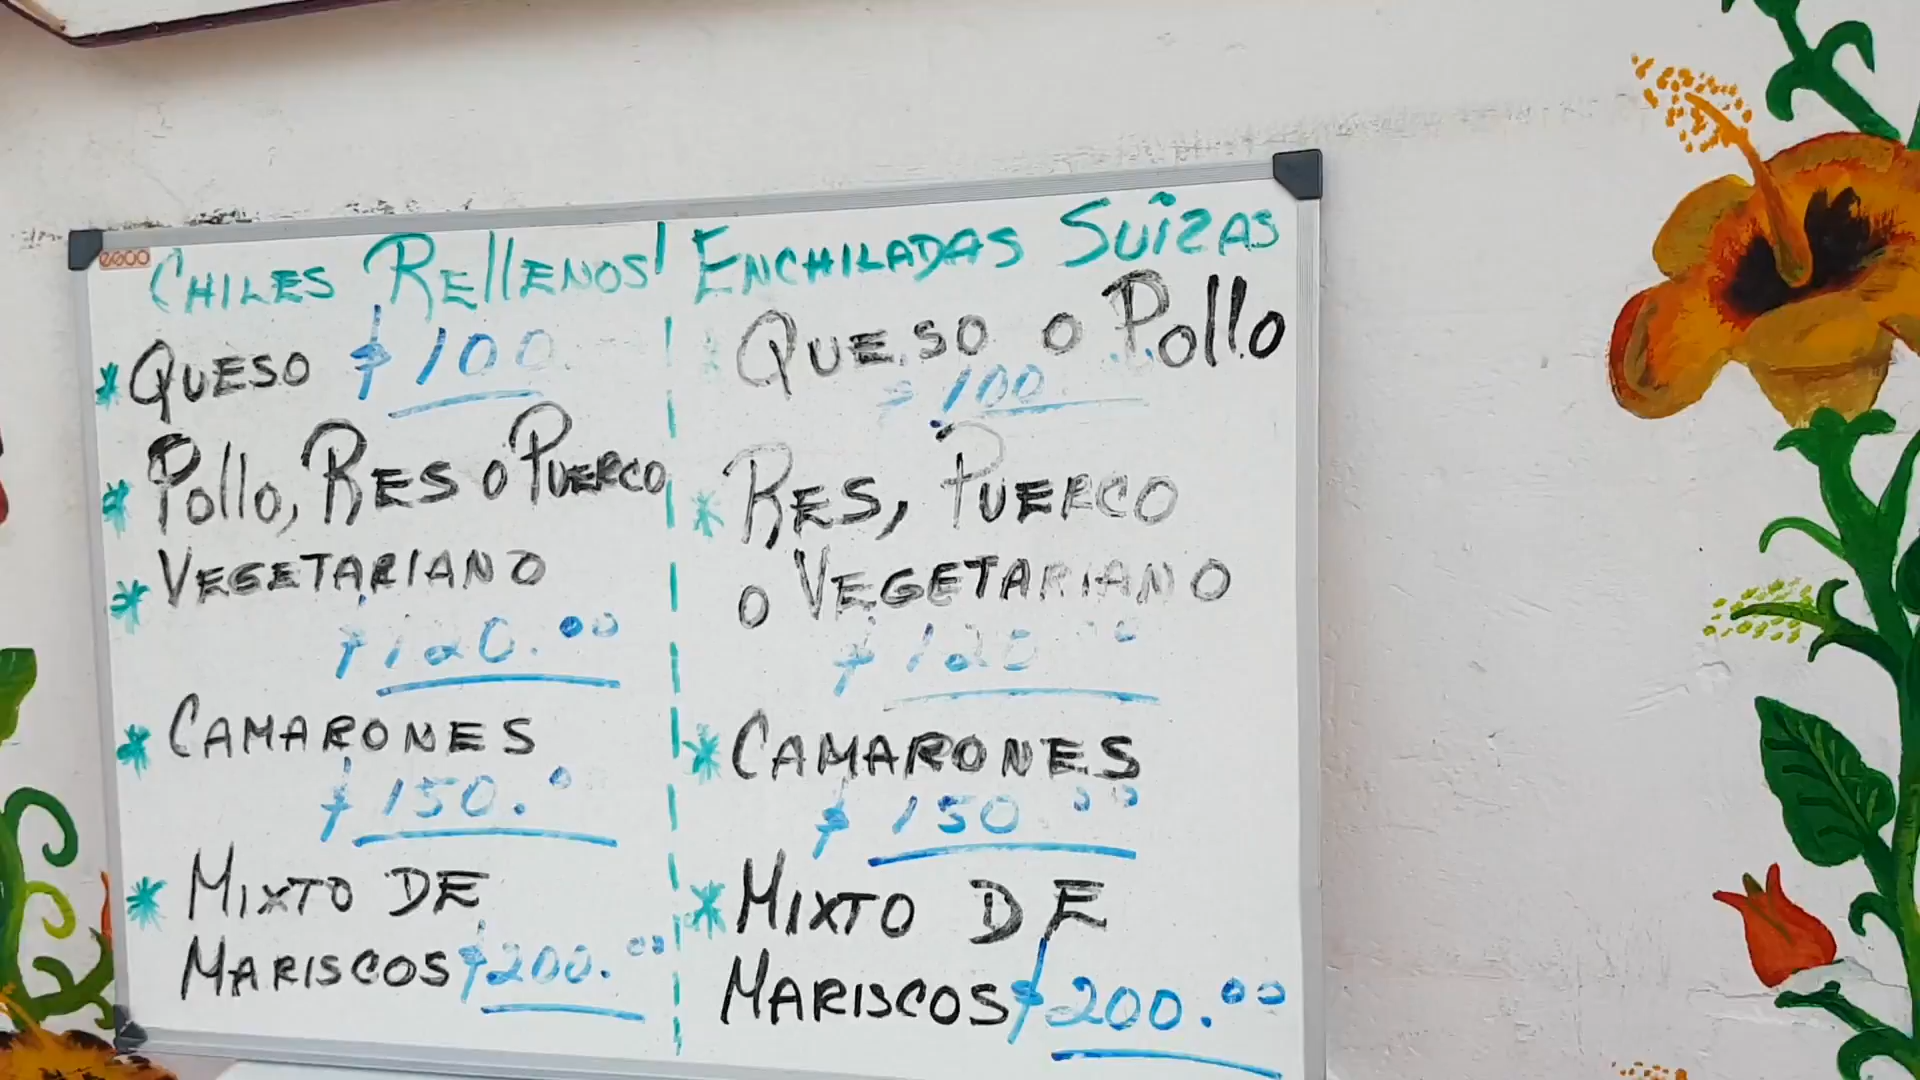 CHILES RELLENOS
* QUESO $100
* Pollo, RES o PUERCO
* VEGETARIANO
$120.00
* CAMARONES
$150.00
* MIXTO DE
MARISCOS $200.00
ENCHILADAS SUIZAS
* QUESO o Pollo
$100
* RES, PUERCO
o VEGETARIANO
$120 00
* CAMARONES
$150 00
* MIXTO DE
MARISCOS $200.00